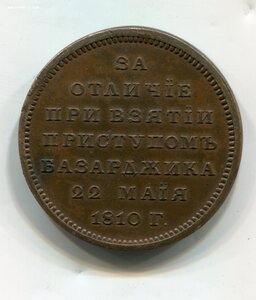 ЗА
ОТЛИЧІЕ
ПРИ ВЗЯТІИ
ПРИСТУПОМЪ
БАЗАРДЖИКА
22 МАІЯ
1810 Г.